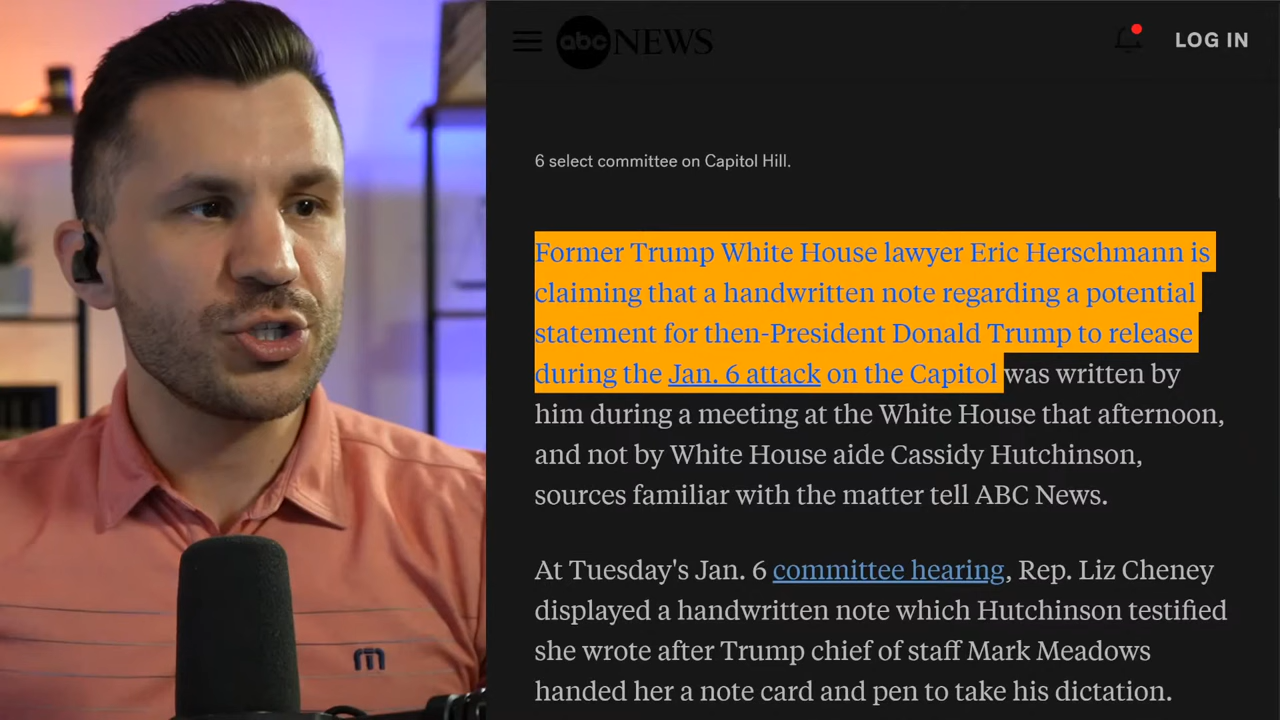 abc NEWS
LOG IN
6 select committee on Capitol Hill.
Former Trump White House lawyer Eric Herschmann is
claiming that a handwritten note regarding a potential
statement for then-President Donald Trump to release
during the Jan. 6 attack on the Capitol was written by
him during a meeting at the White House that afternoon,
and not by White House aide Cassidy Hutchinson,
sources familiar with the matter tell ABC News.
At Tuesday's Jan. 6 committee hearing, Rep. Liz Cheney
displayed a handwritten note which Hutchinson testified
she wrote after Trump chief of staff Mark Meadows
handed her a note card and pen to take his dictation.